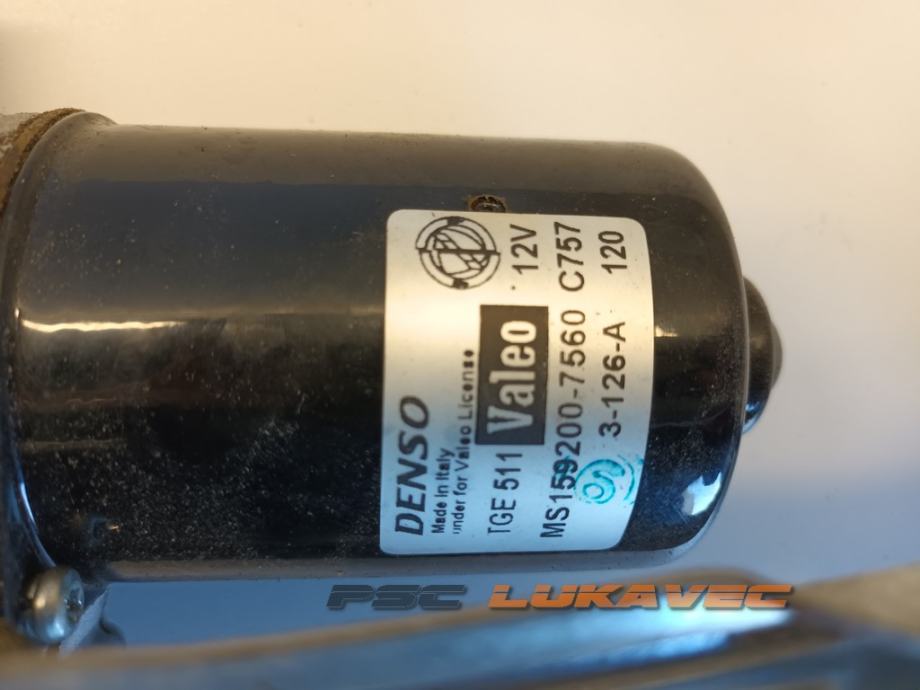 DENSO
Made in Italy
under for Valeo License
TGE 511 Valeo 12V
MS159200-7560 C757
3-126-A 120
PSC LUKAVEC